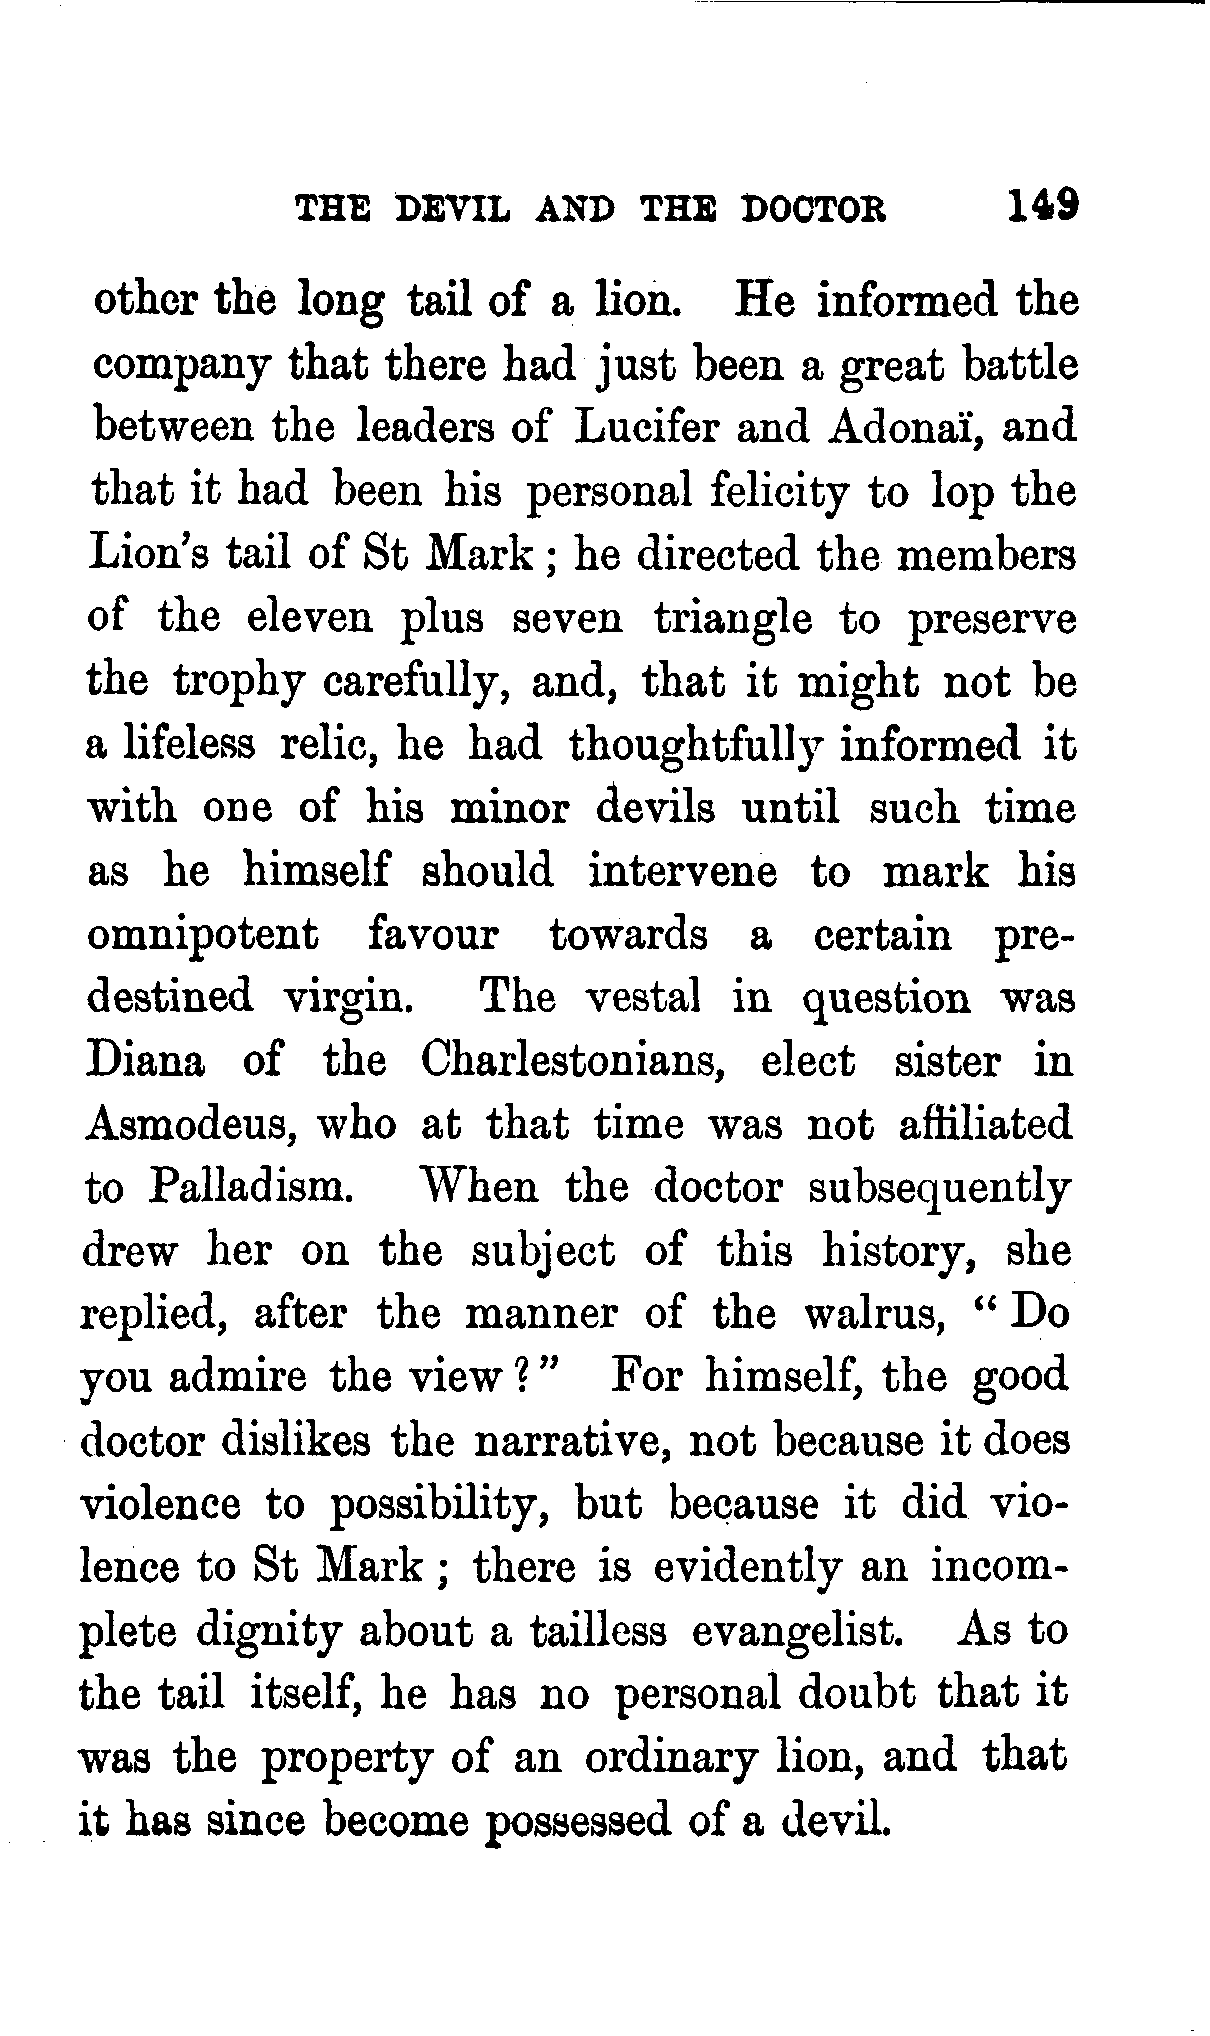 THE DEVIL AND THE DOCTOR 149
other the long tail of a lion. He informed the
company that there had just been a great battle
between the leaders of Lucifer and Adonaï, and
that it had been his personal felicity to lop the
Lion's tail of St Mark ; he directed the members
of the eleven plus seven triangle to preserve
the trophy carefully, and, that it might not be
a lifeless relic, he had thoughtfully informed it
with one of his minor devils until such time
as he himself should intervene to mark his
omnipotent favour towards a certain pre-
destined virgin. The vestal in question was
Diana of the Charlestonians, elect sister in
Asmodeus, who at that time was not affiliated
to Palladism. When the doctor subsequently
drew her on the subject of this history, she
replied, after the manner of the walrus, “ Do
you admire the view ? ” For himself, the good
doctor dislikes the narrative, not because it does
violence to possibility, but because it did vio-
lence to St Mark ; there is evidently an incom-
plete dignity about a tailless evangelist. As to
the tail itself, he has no personal doubt that it
was the property of an ordinary lion, and that
it has since become possessed of a devil.